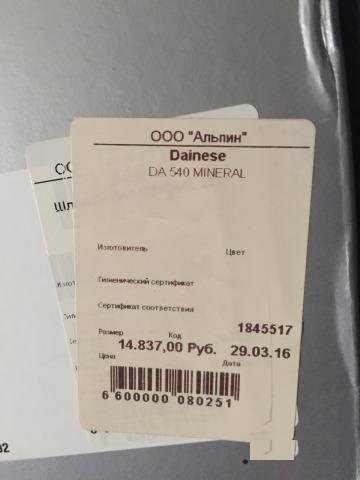 ООО "Альпин"
Dainese
DA 540 MINERAL
Изготовитель Цвет
Гигиенический сертификат
Сертификат соответствия
1845517
Размер Код
14.837,00 Руб. 29.03.16
Цена Дата
6 600000 080251